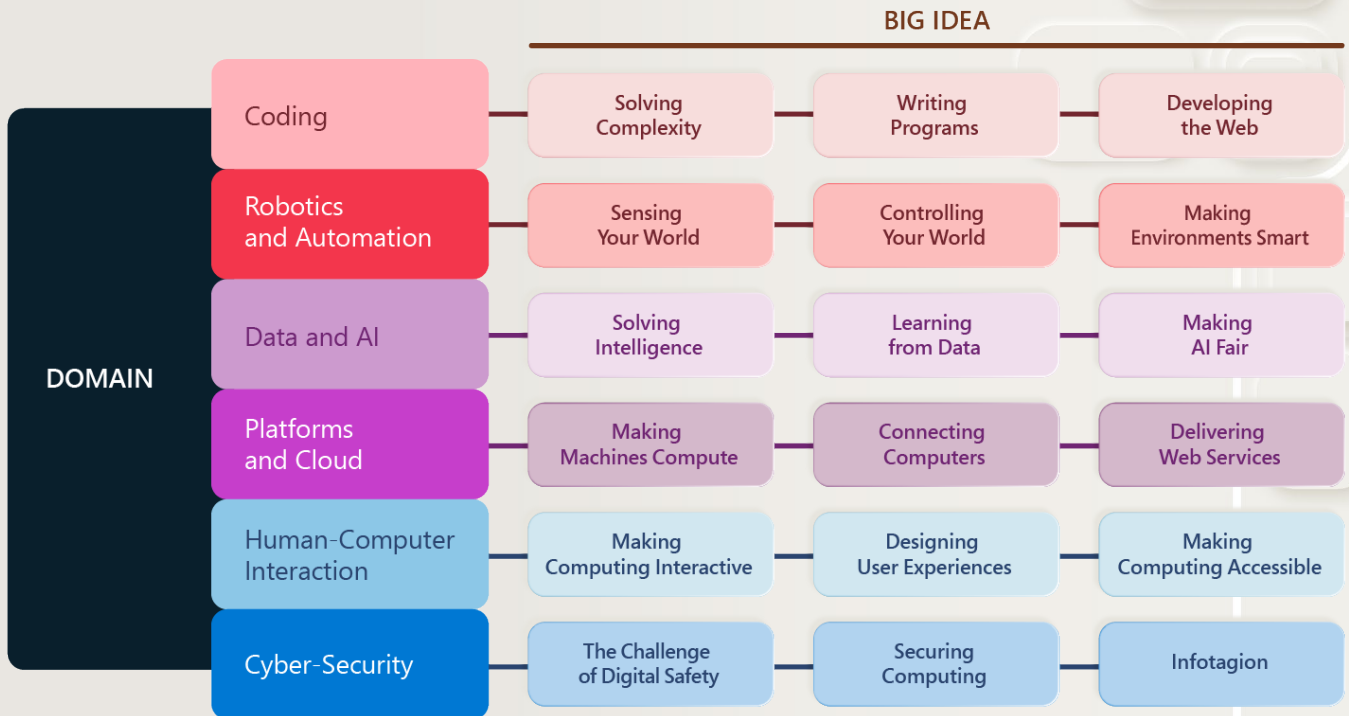 BIG IDEA
DOMAIN
Coding
Solving
Complexity
Writing
Programs
Developing
the Web
Robotics
and Automation
Sensing
Your World
Controlling
Your World
Making
Environments Smart
Data and AI
Solving
Intelligence
Learning
from Data
Making
AI Fair
Platforms
and Cloud
Making
Machines Compute
Connecting
Computers
Delivering
Web Services
Human-Computer
Interaction
Making
Computing Interactive
Designing
User Experiences
Making
Computing Accessible
Cyber-Security
The Challenge
of Digital Safety
Securing
Computing
Infotagion